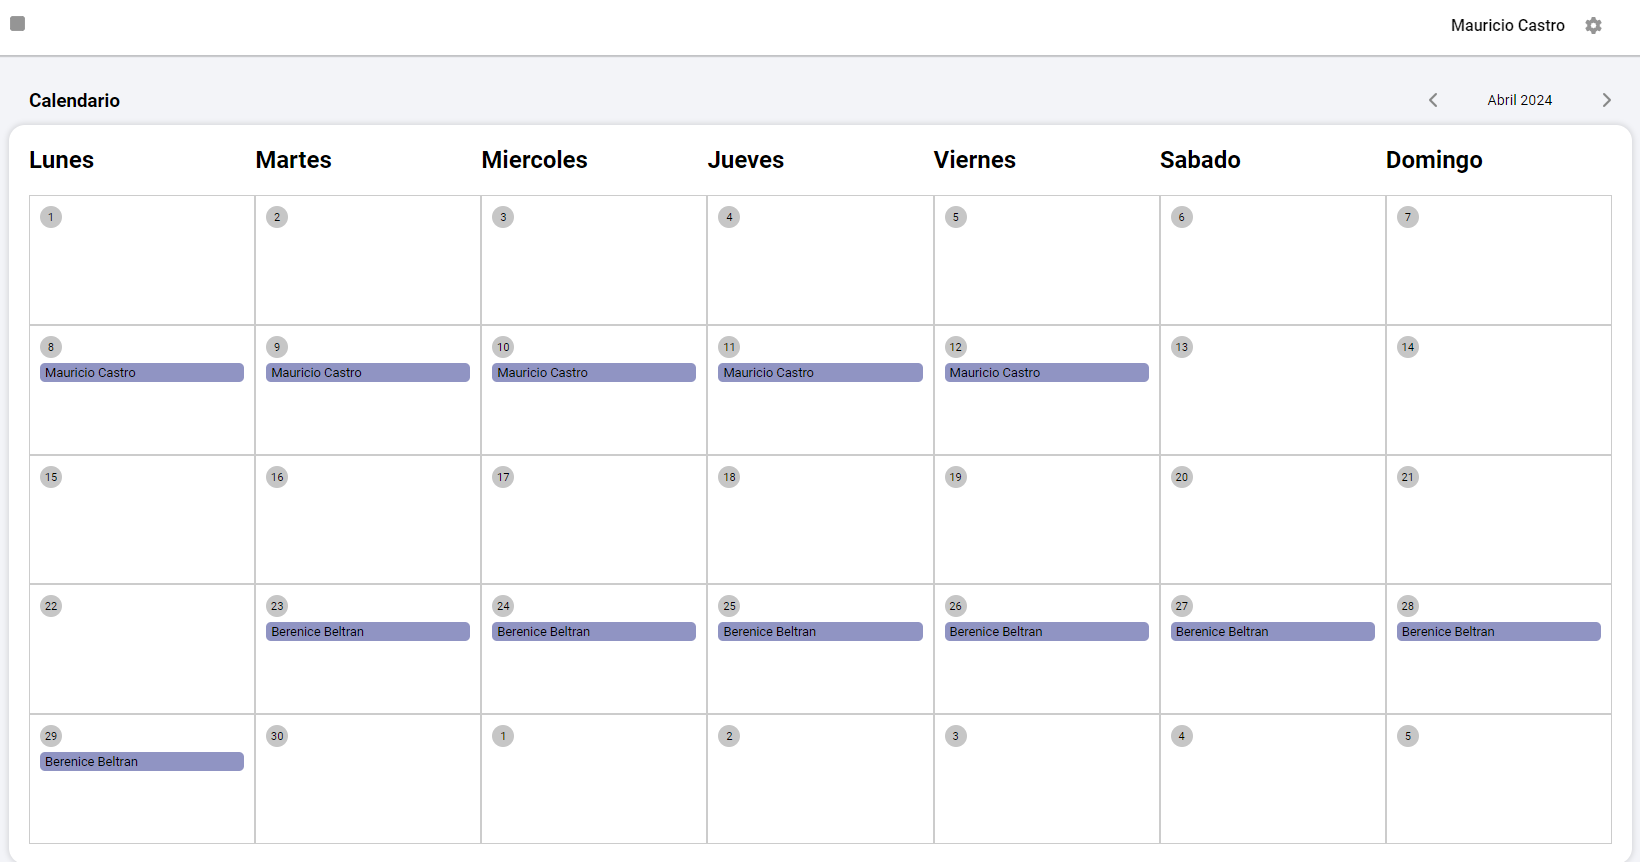 Mauricio Castro
Calendario
Abril 2024
Lunes Martes Miercoles Jueves Viernes Sabado Domingo
1 2 3 4 5 6 7
8 9 10 11 12 13 14
Mauricio Castro Mauricio Castro Mauricio Castro Mauricio Castro Mauricio Castro
15 16 17 18 19 20 21
22 23 24 25 26 27 28
Berenice Beltran Berenice Beltran Berenice Beltran Berenice Beltran Berenice Beltran Berenice Beltran
29 30 1 2 3 4 5
Berenice Beltran